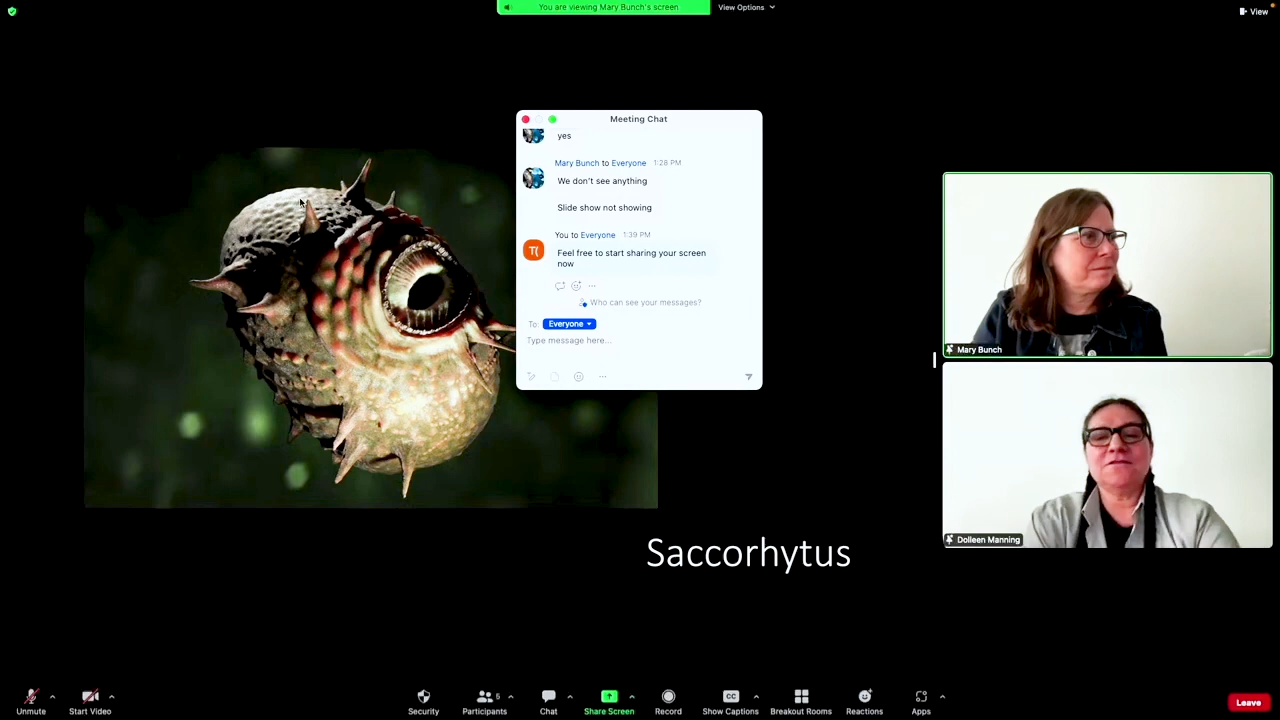 You are viewing Mary Bunch's screen
View Options
View
Meeting Chat
yes
Mary Bunch to Everyone 1:28 PM
We don't see anything
Slide show not showing
You to Everyone 1:39 PM
T(
Feel free to start sharing your screen
now
Who can see your messages?
To: Everyone
Type message here...
Mary Bunch
Dolleen Manning
Saccorhytus
Unmute
Start Video
Security
Participants
5
Chat
Share Screen
Record
CC
Show Captions
Breakout Rooms
Reactions
Apps
Leave